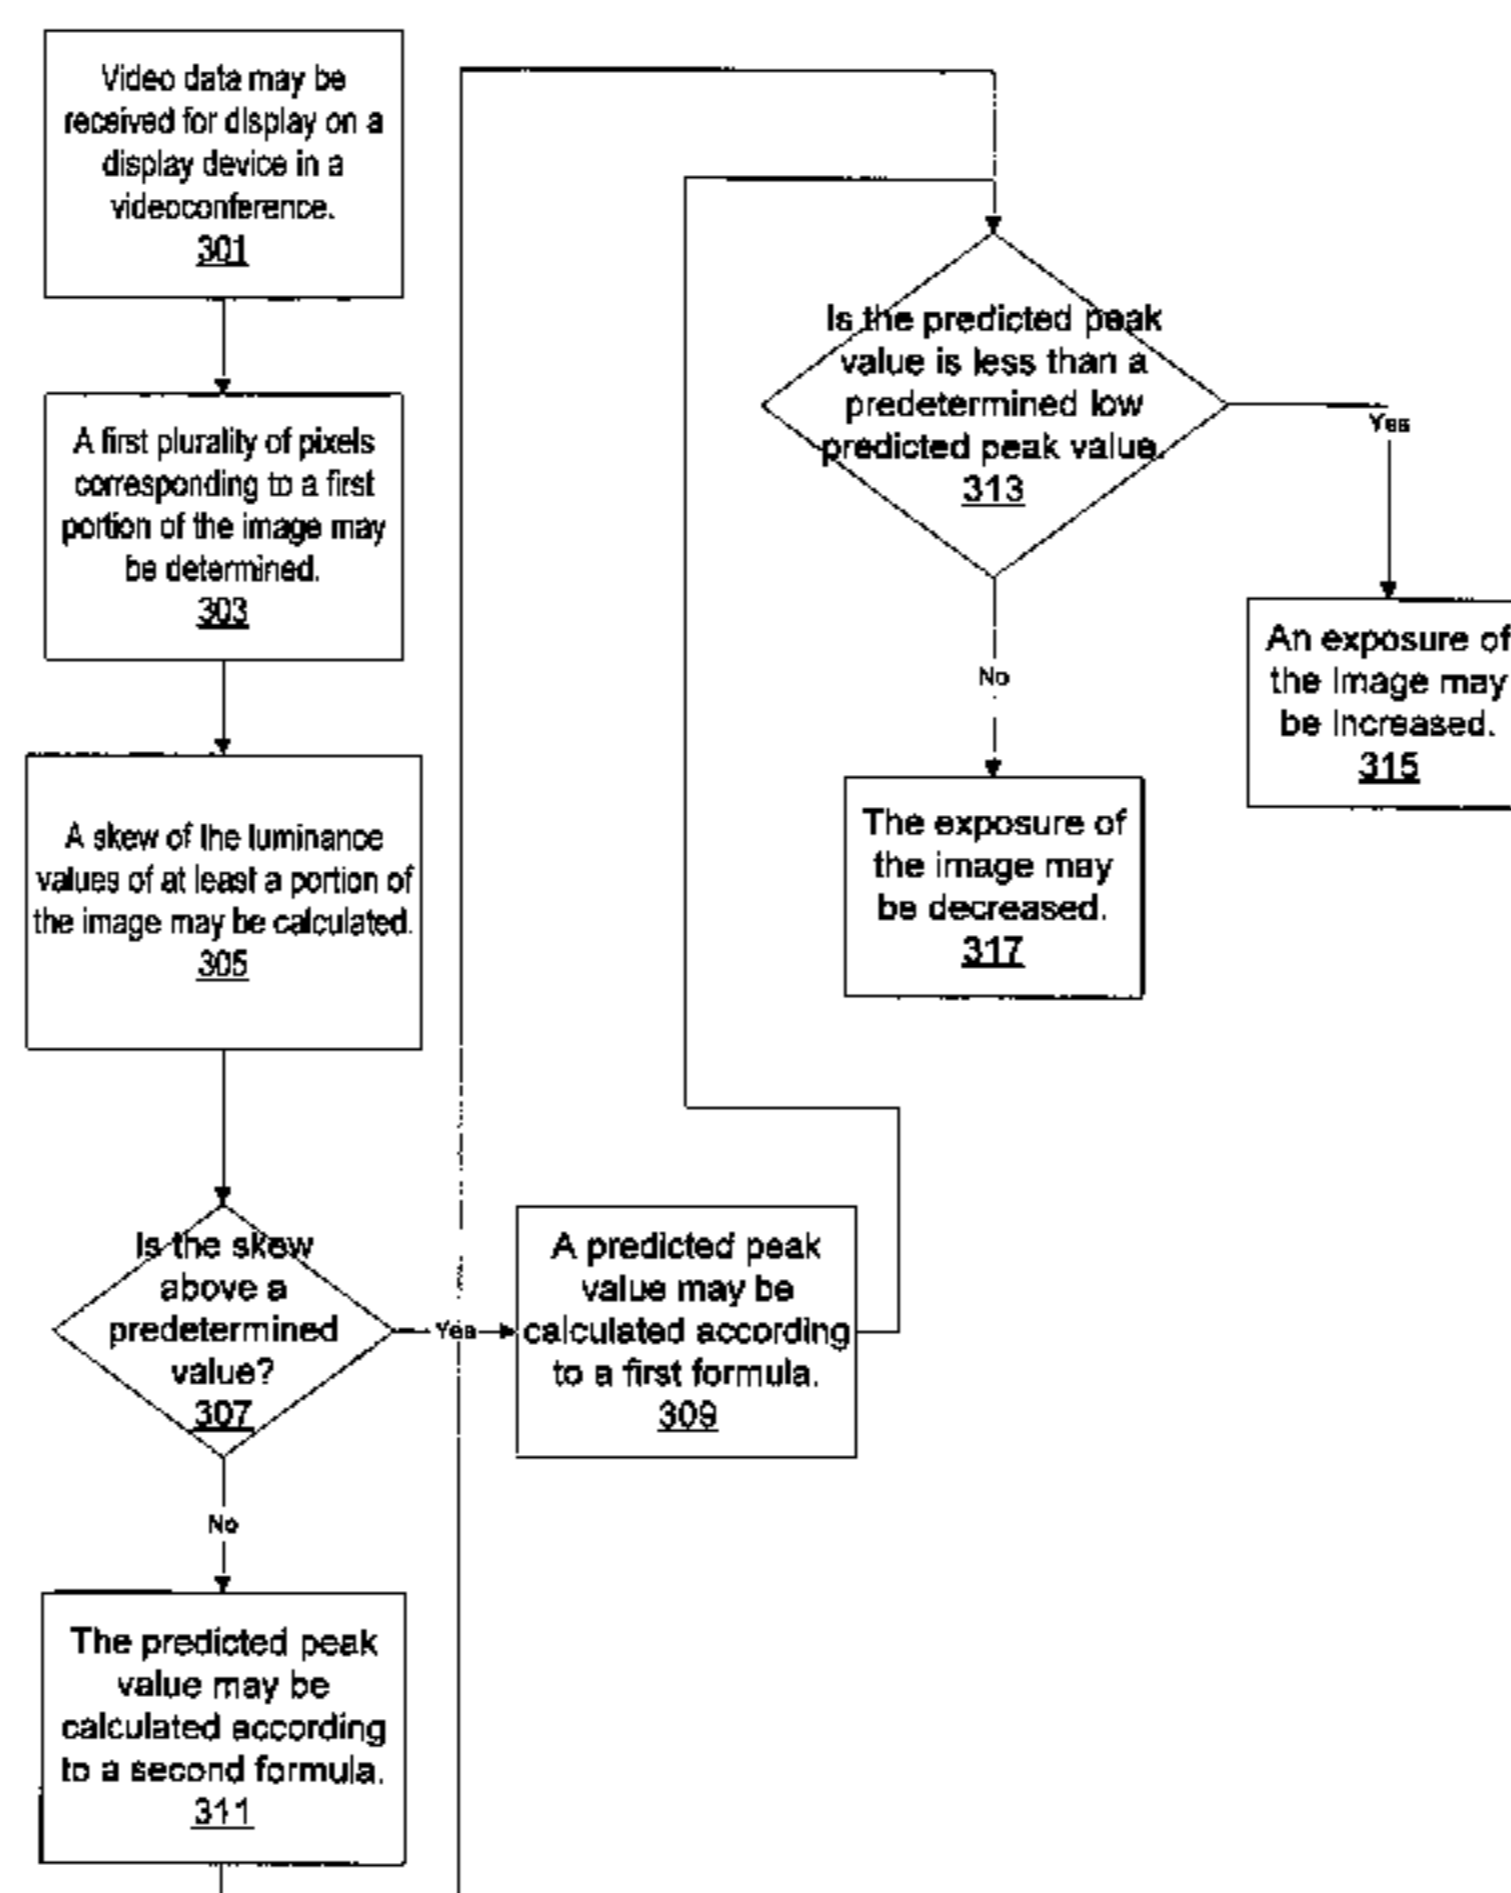 Video data may be
received for display on a
display device in a
videoconference.
301
A first plurality of pixels
corresponding to a first
portion of the image may
be determined.
303
A skew of the luminance
values of at least a portion of
the image may be calculated.
305
Is the skew
above a
predetermined
value?
307
Yes
No
A predicted peak
value may be
calculated according
to a first formula.
309
The predicted peak
value may be
calculated according
to a second formula.
311
Is the predicted peak
value is less than a
predetermined low
predicted peak value.
313
Yes
No
An exposure of
the Image may
be Increased.
315
The exposure of
the image may
be decreased.
317